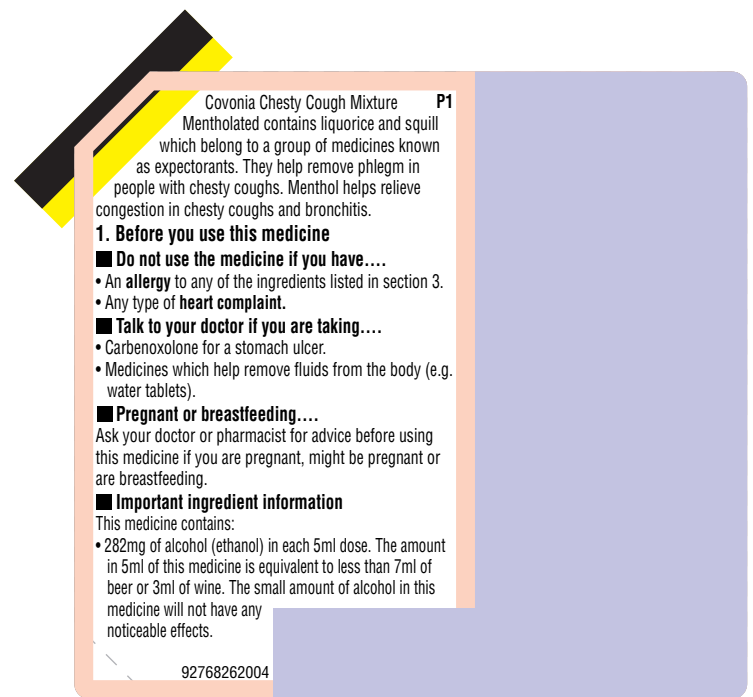 Covonia Chesty Cough Mixture P1
Mentholated contains liquorice and squill
which belong to a group of medicines known
as expectorants. They help remove phlegm in
people with chesty coughs. Menthol helps relieve
congestion in chesty coughs and bronchitis.
1. Before you use this medicine
■ Do not use the medicine if you have....
• An allergy to any of the ingredients listed in section 3.
• Any type of heart complaint.
■ Talk to your doctor if you are taking....
• Carbenoxolone for a stomach ulcer.
• Medicines which help remove fluids from the body (e.g.
water tablets).
■ Pregnant or breastfeeding....
Ask your doctor or pharmacist for advice before using
this medicine if you are pregnant, might be pregnant or
are breastfeeding.
■ Important ingredient information
This medicine contains:
• 282mg of alcohol (ethanol) in each 5ml dose. The amount
in 5ml of this medicine is equivalent to less than 7ml of
beer or 3ml of wine. The small amount of alcohol in this
medicine will not have any
noticeable effects.
92768262004